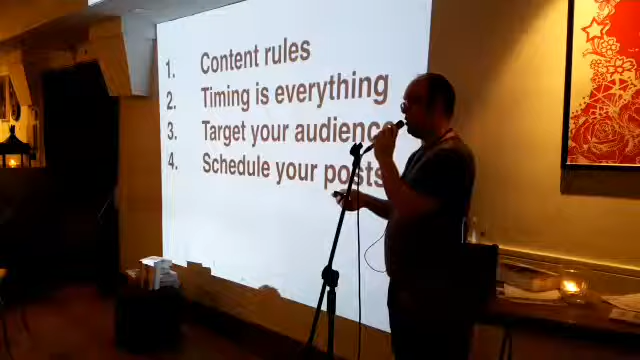 1. Content rules
2. Timing is everything
3. Target your audience
4. Schedule your posts